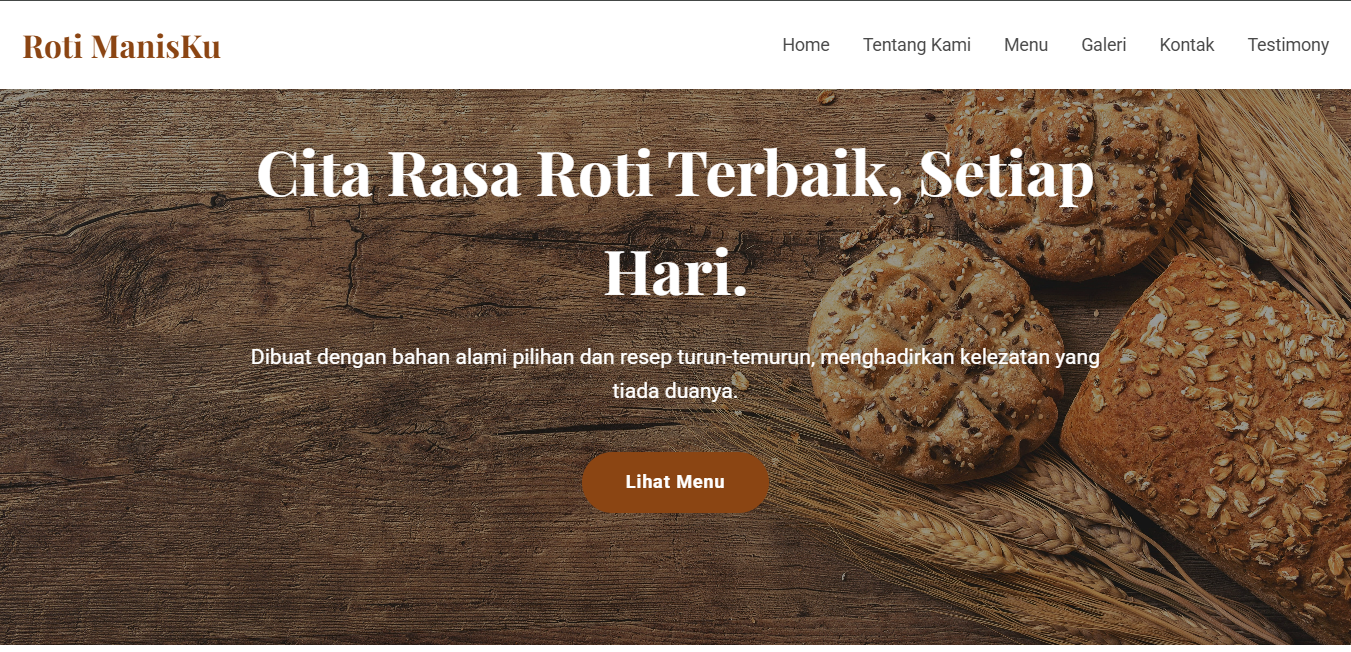 Roti ManisKu
Home Tentang Kami Menu Galeri Kontak Testimony
Cita Rasa Roti Terbaik, Setiap
Hari.
Dibuat dengan bahan alami pilihan dan resep turun-temurun, menghadirkan kelezatan yang
tiada duanya.
Lihat Menu